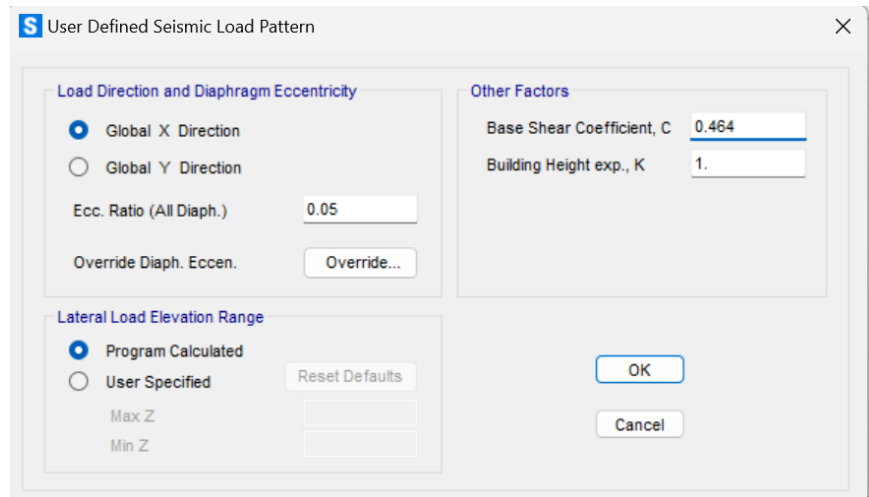 S User Defined Seismic Load Pattern
Load Direction and Diaphragm Eccentricity
Global X Direction
Global Y Direction
Ecc. Ratio (All Diaph.) 0.05
Override Diaph. Eccen. Override...
Other Factors
Base Shear Coefficient, C 0.464
Building Height exp., K 1.
Lateral Load Elevation Range
Program Calculated
User Specified Reset Defaults
Max Z
Min Z
OK
Cancel